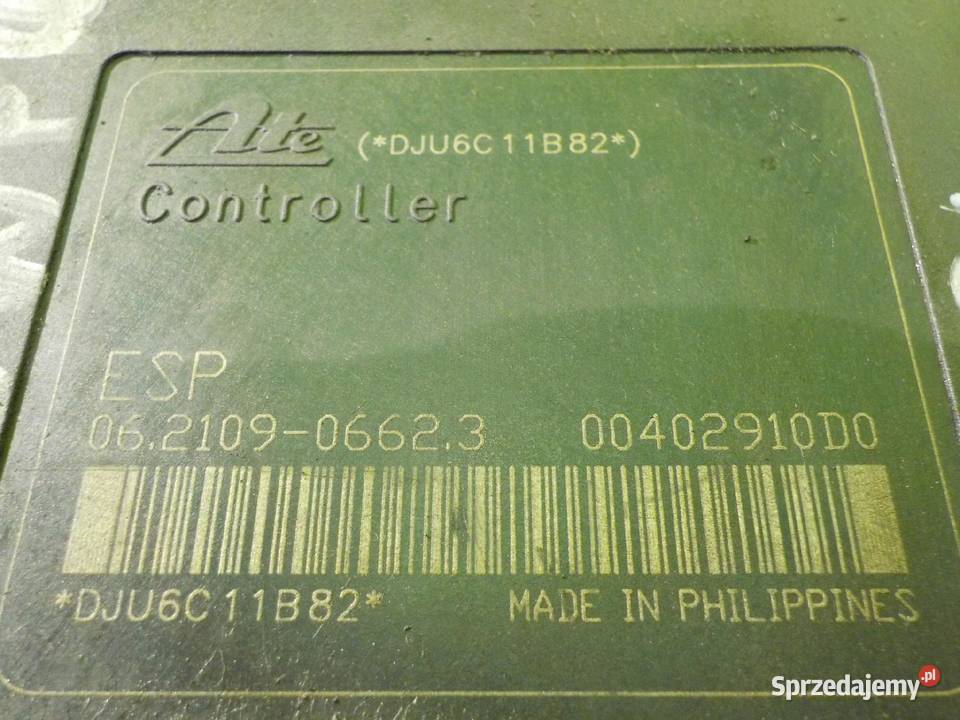 Ate (*DJU6C11B82*)
Controller
ESP
06.2109-0662.3 00402910D0
*DJU6C11B82* MADE IN PHILIPPINES
Sprzedajemy.pl